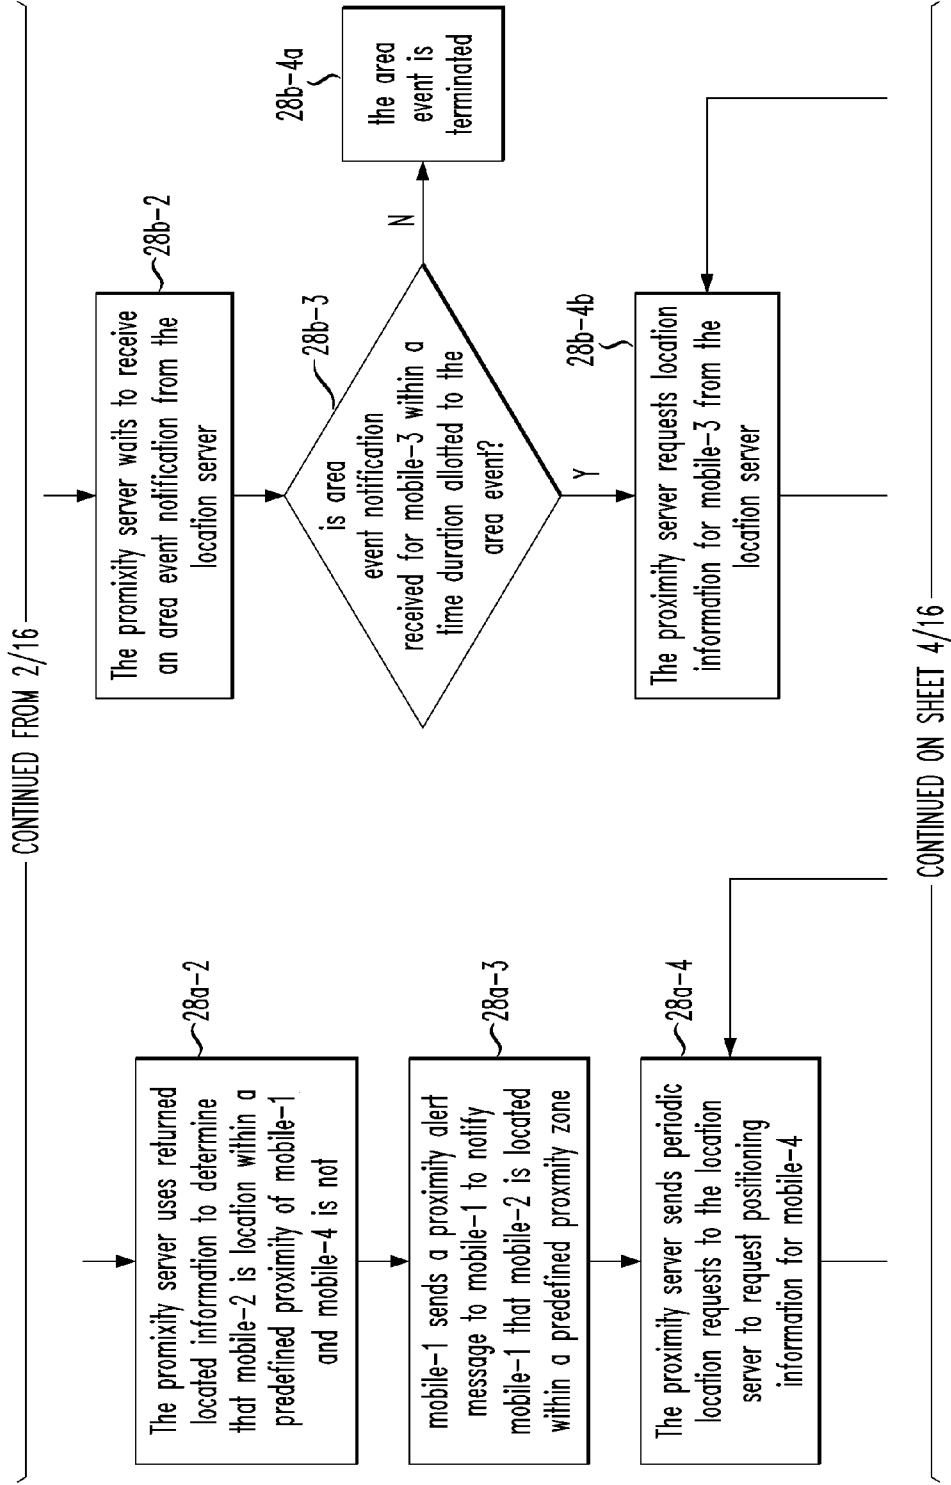 CONTINUED FROM 2/16
The promixity server uses returned
located information to determine
that mobile-2 is location within a
predefined proximity of mobile-1
and mobile-4 is not
28a-2
mobile-1 sends a proximity alert
message to mobile-1 to notify
mobile-1 that mobile-2 is located
within a predefined proximity zone
28a-3
The proximity server sends periodic
location requests to the location
server to request positioning
information for mobile-4
28a-4
The promixity server waits to receive
an area event notification from the
location server
28b-2
is area
event notification
received for mobile-3 within a
time duration allotted to the
area event?
28b-3
N
the area
event is
terminated
28b-4a
Y
The proximity server requests location
information for mobile-3 from the
location server
28b-4b
CONTINUED ON SHEET 4/16